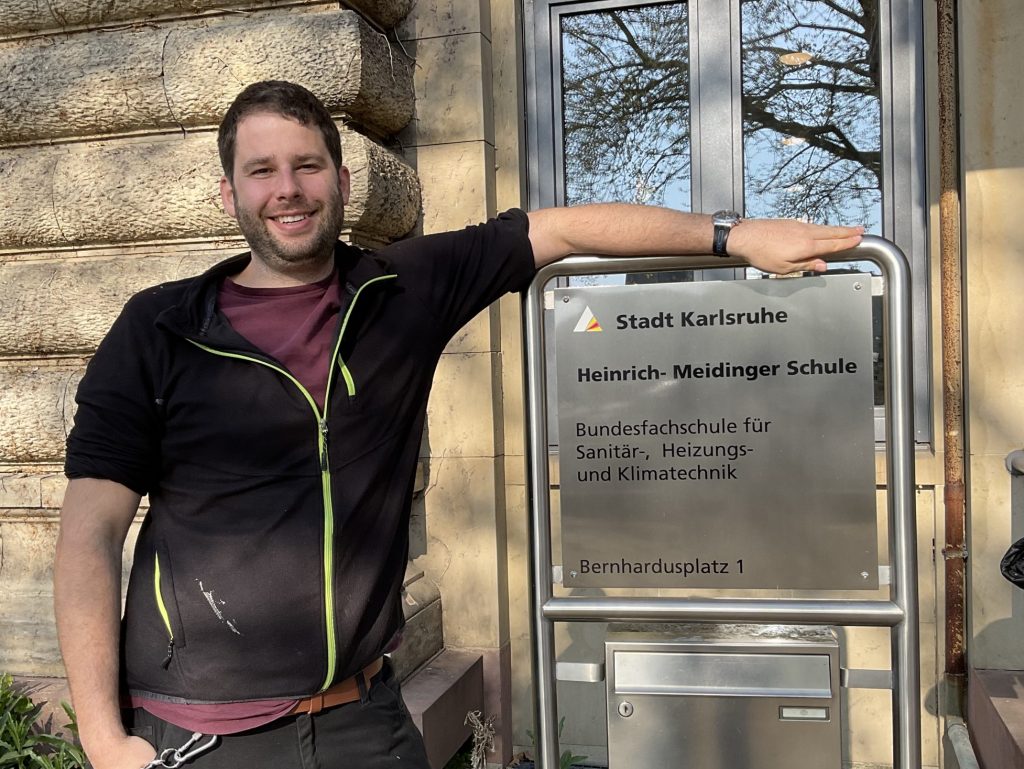 Stadt Karlsruhe
Heinrich- Meidinger Schule
Bundesfachschule für
Sanitär-, Heizungs-
und Klimatechnik
Bernhardusplatz 1